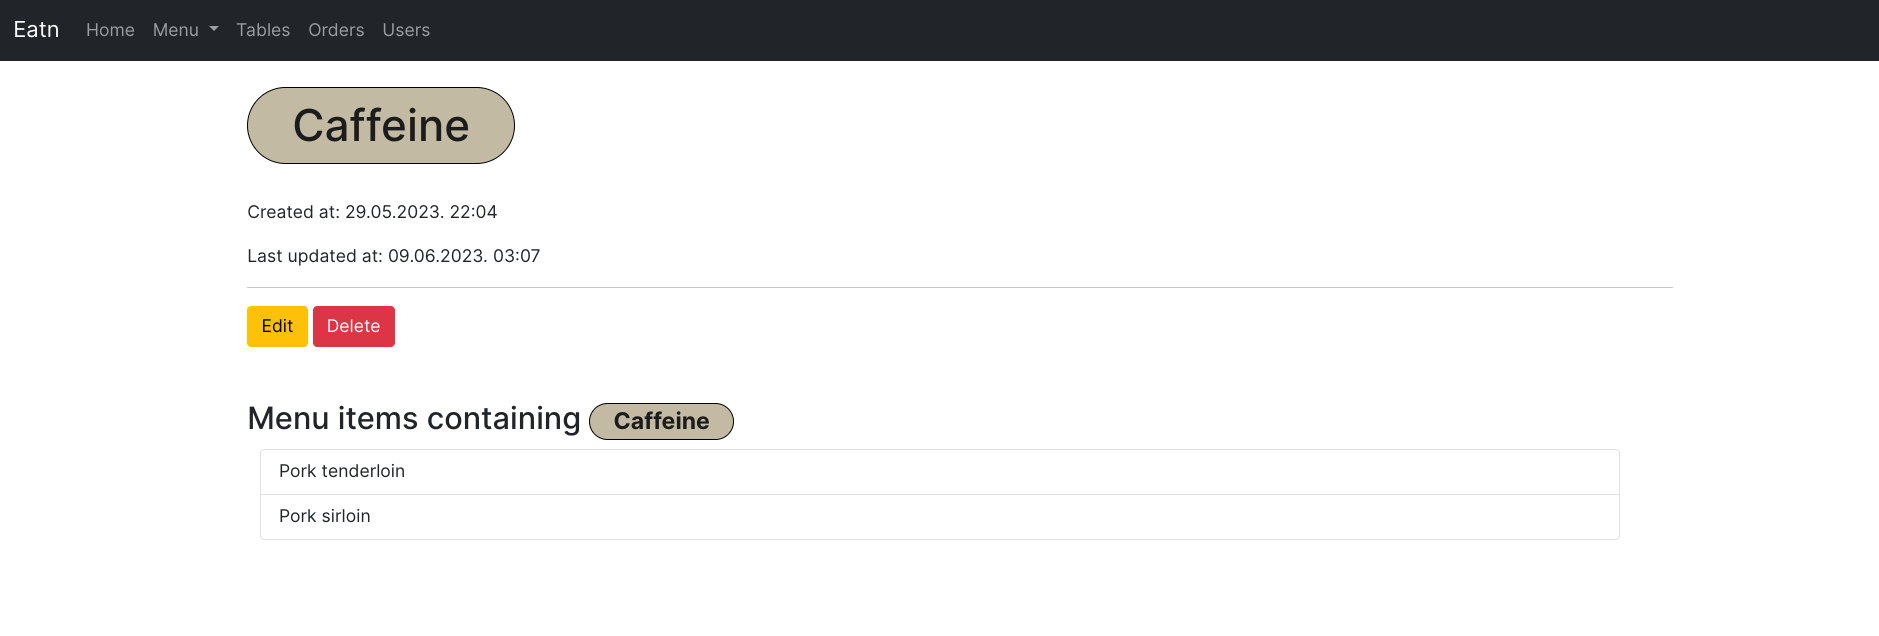 Eatn Home Menu Tables Orders Users
Caffeine
Created at: 29.05.2023. 22:04
Last updated at: 09.06.2023. 03:07
Edit Delete
Menu items containing Caffeine
Pork tenderloin
Pork sirloin